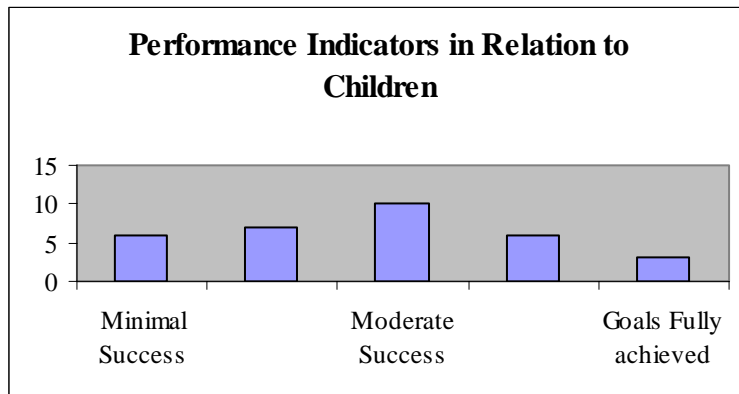 Performance Indicators in Relation to
Children
15
10
5
0
Minimal
Success
Moderate
Success
Goals Fully
achieved